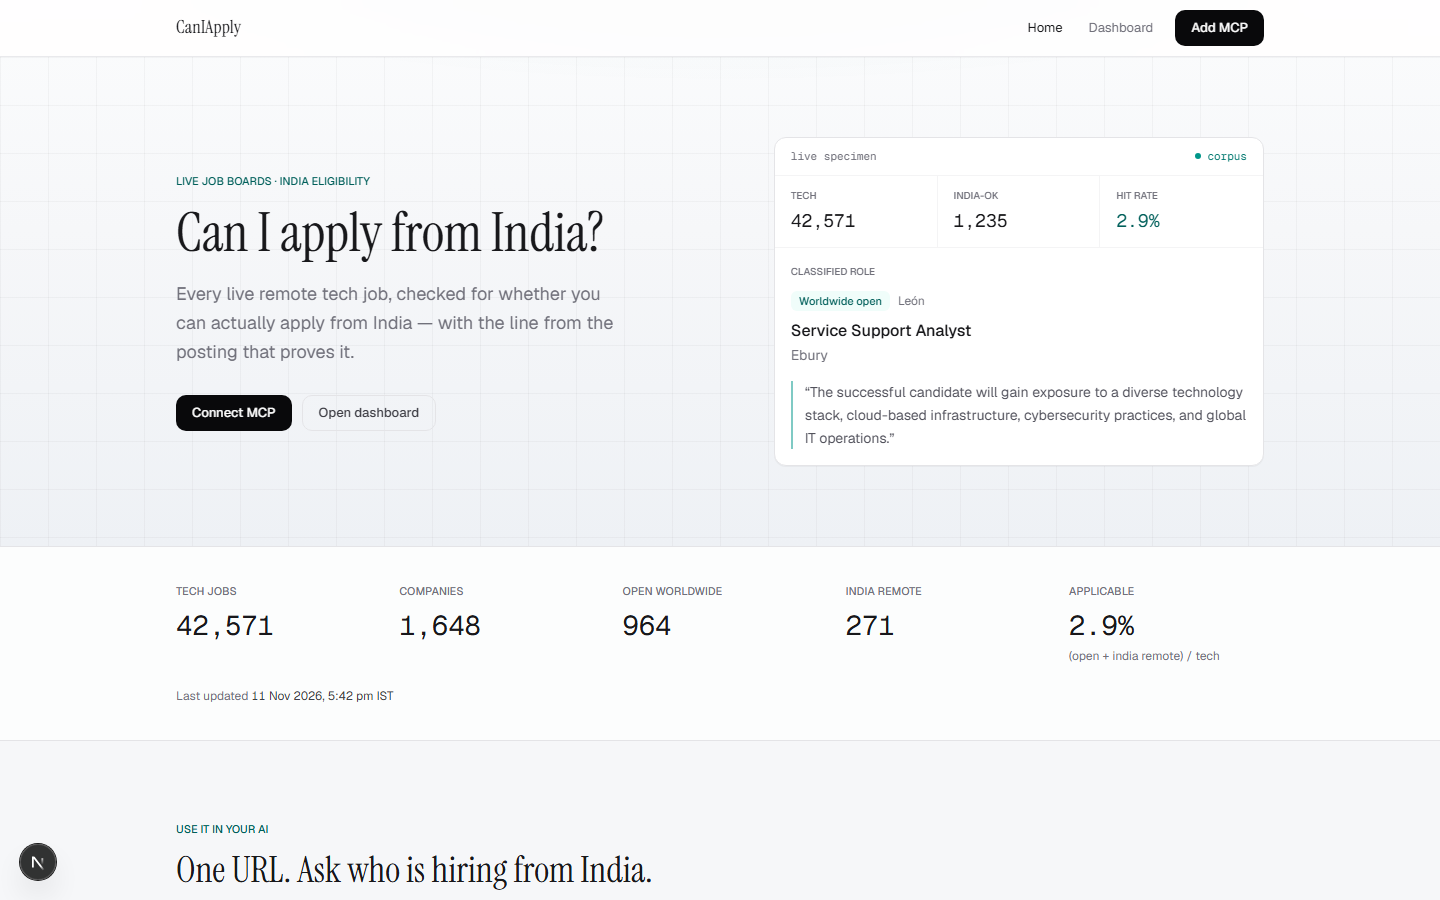 CanIApply
Home
Dashboard
Add MCP
LIVE JOB BOARDS · INDIA ELIGIBILITY
Can I apply from India?
Every live remote tech job, checked for whether you
can actually apply from India — with the line from the
posting that proves it.
Connect MCP
Open dashboard
live specimen
corpus
TECH
42,571
INDIA-OK
1,235
HIT RATE
2.9%
CLASSIFIED ROLE
Worldwide open
León
Service Support Analyst
Ebury
“The successful candidate will gain exposure to a diverse technology
stack, cloud-based infrastructure, cybersecurity practices, and global
IT operations.”
TECH JOBS
42,571
COMPANIES
1,648
OPEN WORLDWIDE
964
INDIA REMOTE
271
APPLICABLE
2.9%
(open + india remote) / tech
Last updated 11 Nov 2026, 5:42 pm IST
USE IT IN YOUR AI
One URL. Ask who is hiring from India.
N